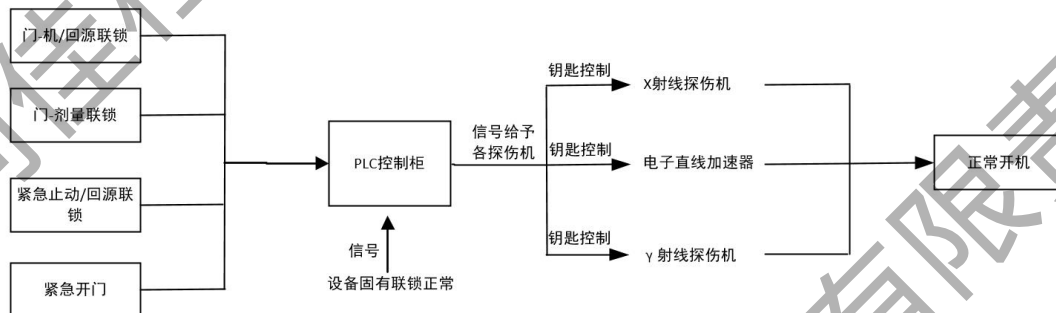 门-机/回源联锁
门-剂量联锁
紧急止动/回源联
锁
紧急开门
PLC控制柜
信号
设备固有联锁正常
信号给予
各探伤机
钥匙控制
X射线探伤机
钥匙控制
电子直线加速器
钥匙控制
γ 射线探伤机
正常开机
佳
有限责